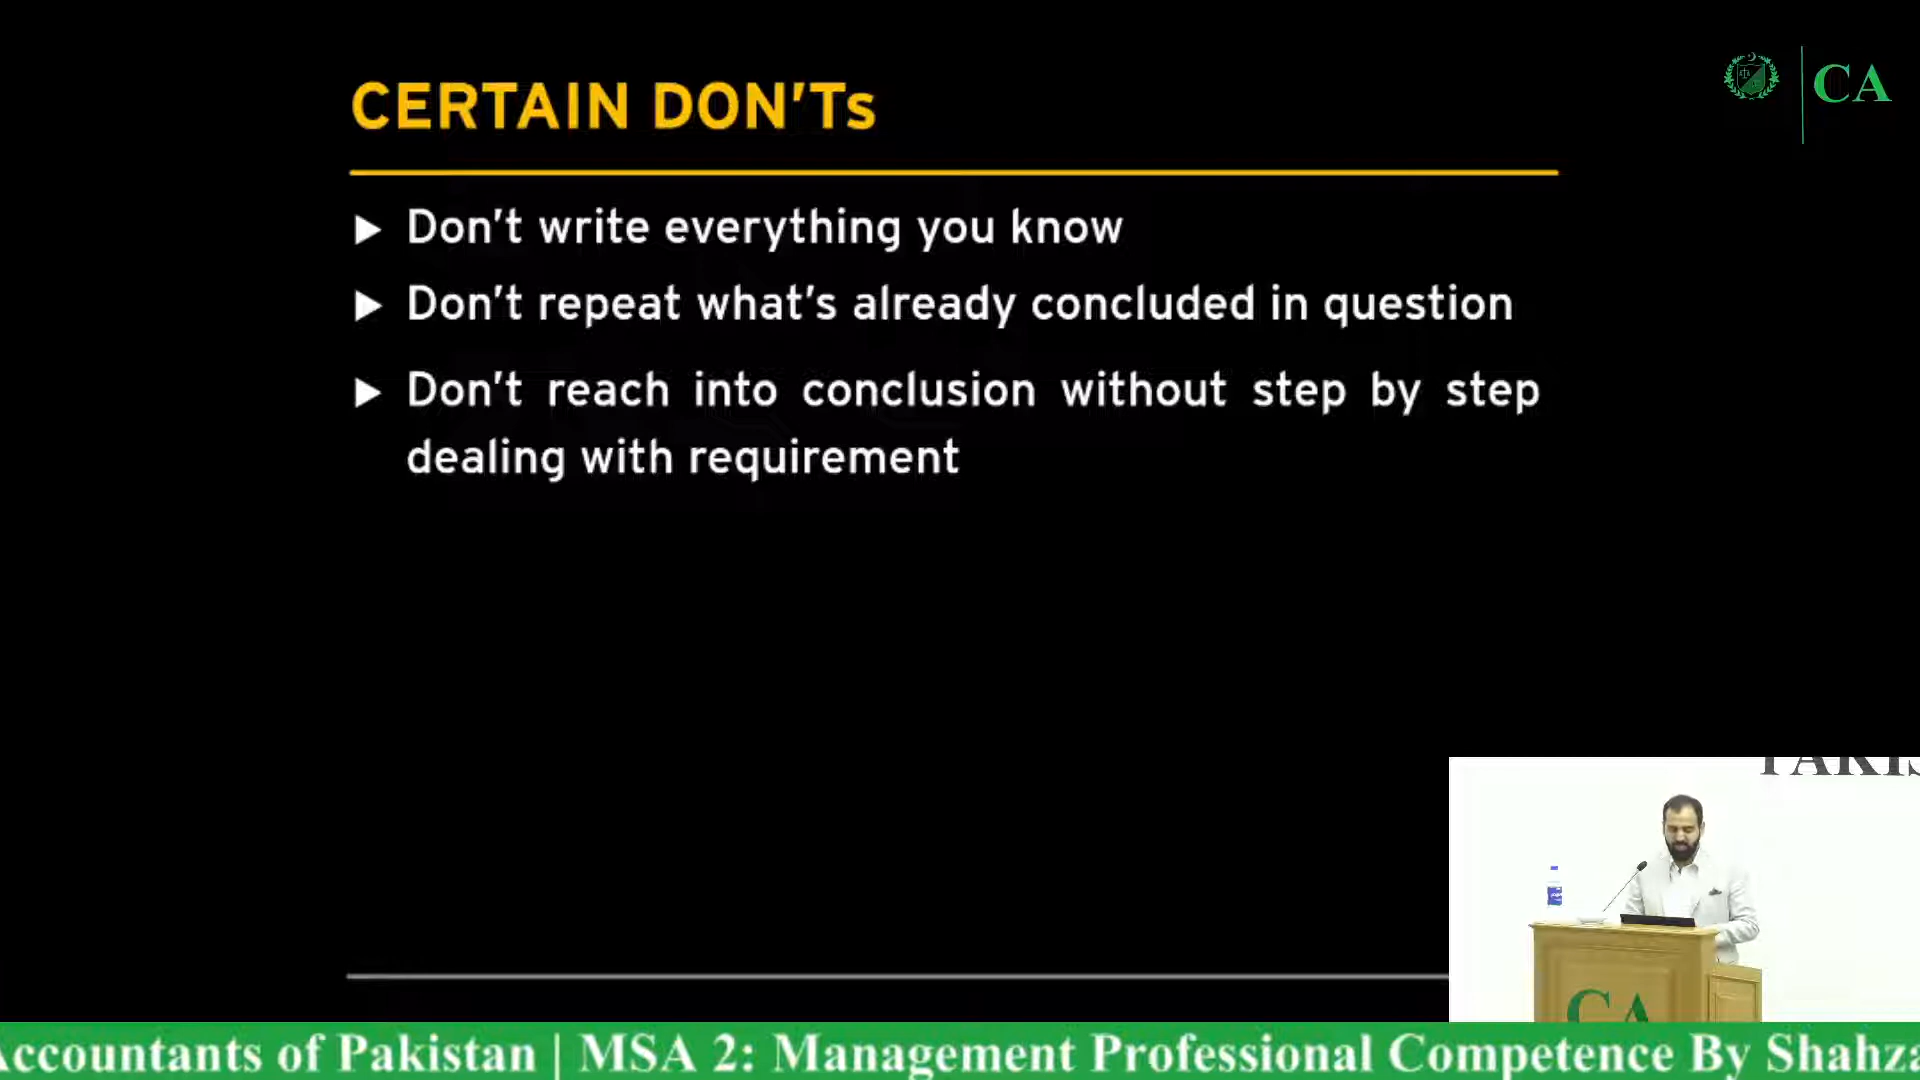 CA
CERTAIN DON'Ts
Don't write everything you know
Don't repeat what's already concluded in question
Don't reach into conclusion without step by step
dealing with requirement
CA
Accountants of Pakistan | MSA 2: Management Professional Competence By